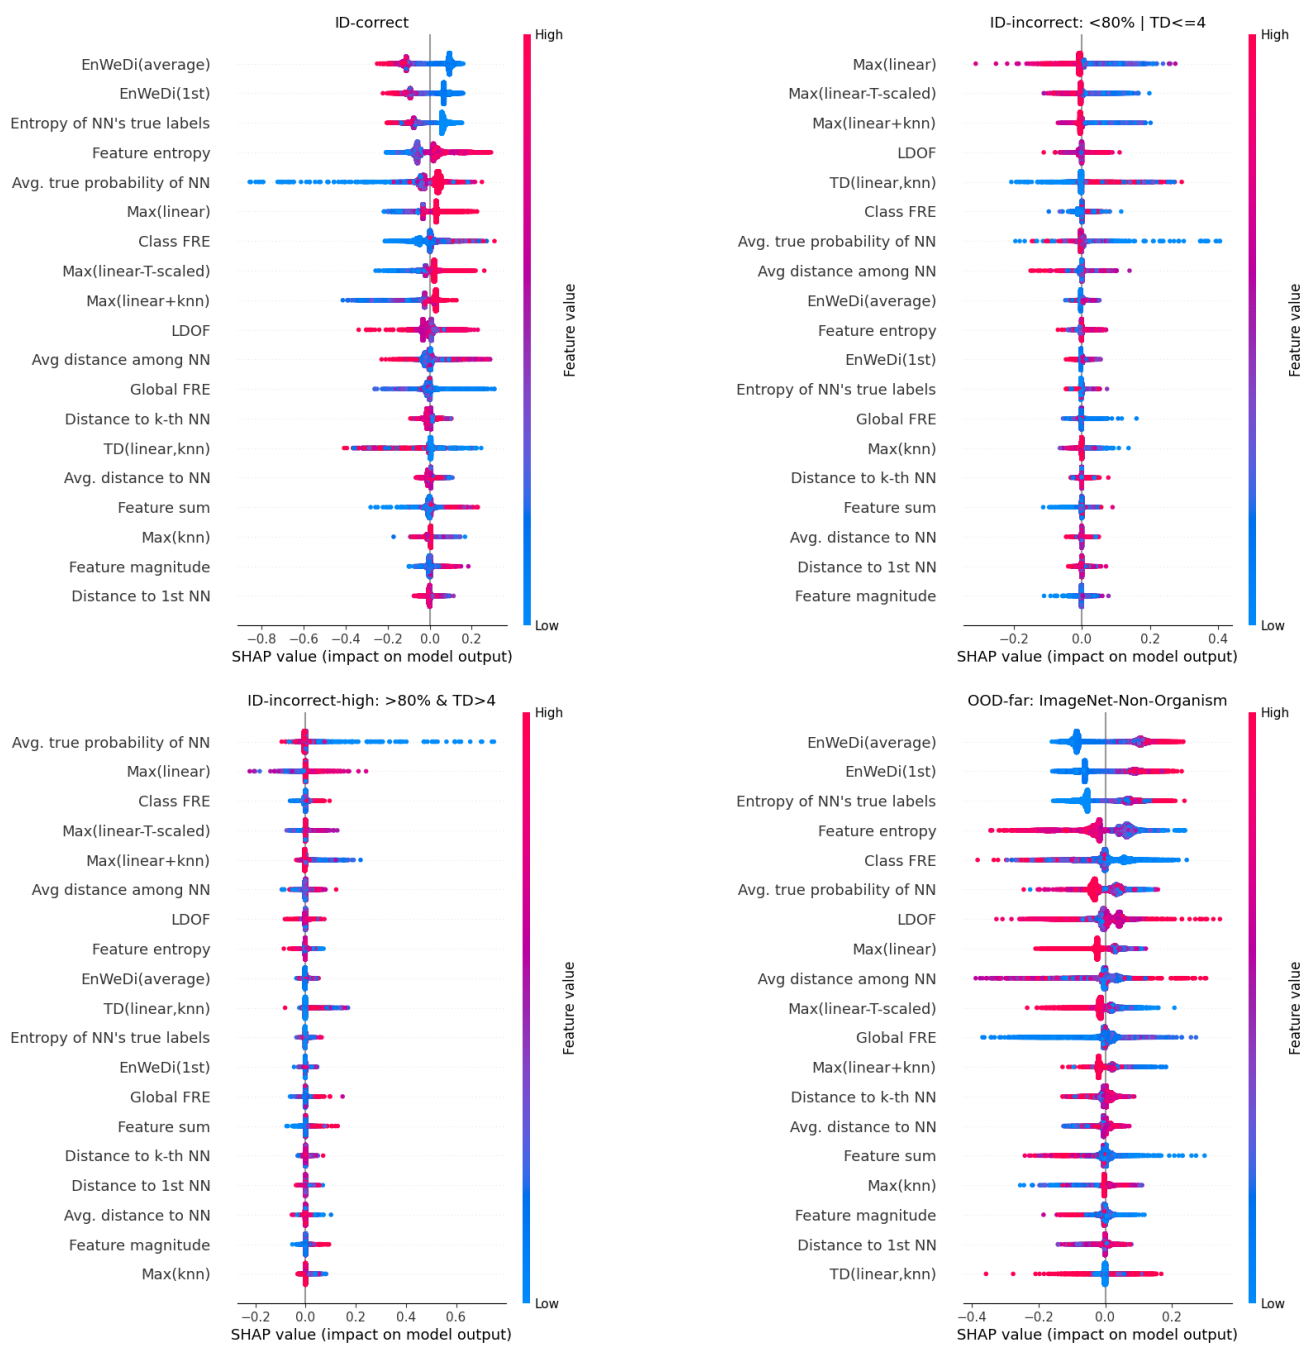 ID-correct
High
EnWeDi(average)
EnWeDi(1st)
Entropy of NN's true labels
Feature entropy
Avg. true probability of NN
Max(linear)
Class FRE
Max(linear-T-scaled)
Max(linear+knn)
LDOF
Avg distance among NN
Global FRE
Distance to k-th NN
TD(linear,knn)
Avg. distance to NN
Feature sum
Max(knn)
Feature magnitude
Distance to 1st NN
Feature value
Low
−0.8 −0.6 −0.4 −0.2 0.0 0.2
SHAP value (impact on model output)
ID-incorrect: <80% | TD<=4
High
Max(linear)
Max(linear-T-scaled)
Max(linear+knn)
LDOF
TD(linear,knn)
Class FRE
Avg. true probability of NN
Avg distance among NN
EnWeDi(average)
Feature entropy
EnWeDi(1st)
Entropy of NN's true labels
Global FRE
Max(knn)
Distance to k-th NN
Feature sum
Avg. distance to NN
Distance to 1st NN
Feature magnitude
Feature value
Low
−0.2 0.0 0.2 0.4
SHAP value (impact on model output)
ID-incorrect-high: >80% & TD>4
High
Avg. true probability of NN
Max(linear)
Class FRE
Max(linear-T-scaled)
Max(linear+knn)
Avg distance among NN
LDOF
Feature entropy
EnWeDi(average)
TD(linear,knn)
Entropy of NN's true labels
EnWeDi(1st)
Global FRE
Feature sum
Distance to k-th NN
Distance to 1st NN
Avg. distance to NN
Feature magnitude
Max(knn)
Feature value
Low
−0.2 0.0 0.2 0.4 0.6
SHAP value (impact on model output)
OOD-far: ImageNet-Non-Organism
High
EnWeDi(average)
EnWeDi(1st)
Entropy of NN's true labels
Feature entropy
Class FRE
Avg. true probability of NN
LDOF
Max(linear)
Avg distance among NN
Max(linear-T-scaled)
Global FRE
Max(linear+knn)
Distance to k-th NN
Avg. distance to NN
Feature sum
Max(knn)
Feature magnitude
Distance to 1st NN
TD(linear,knn)
Feature value
Low
−0.4 −0.2 0.0 0.2
SHAP value (impact on model output)